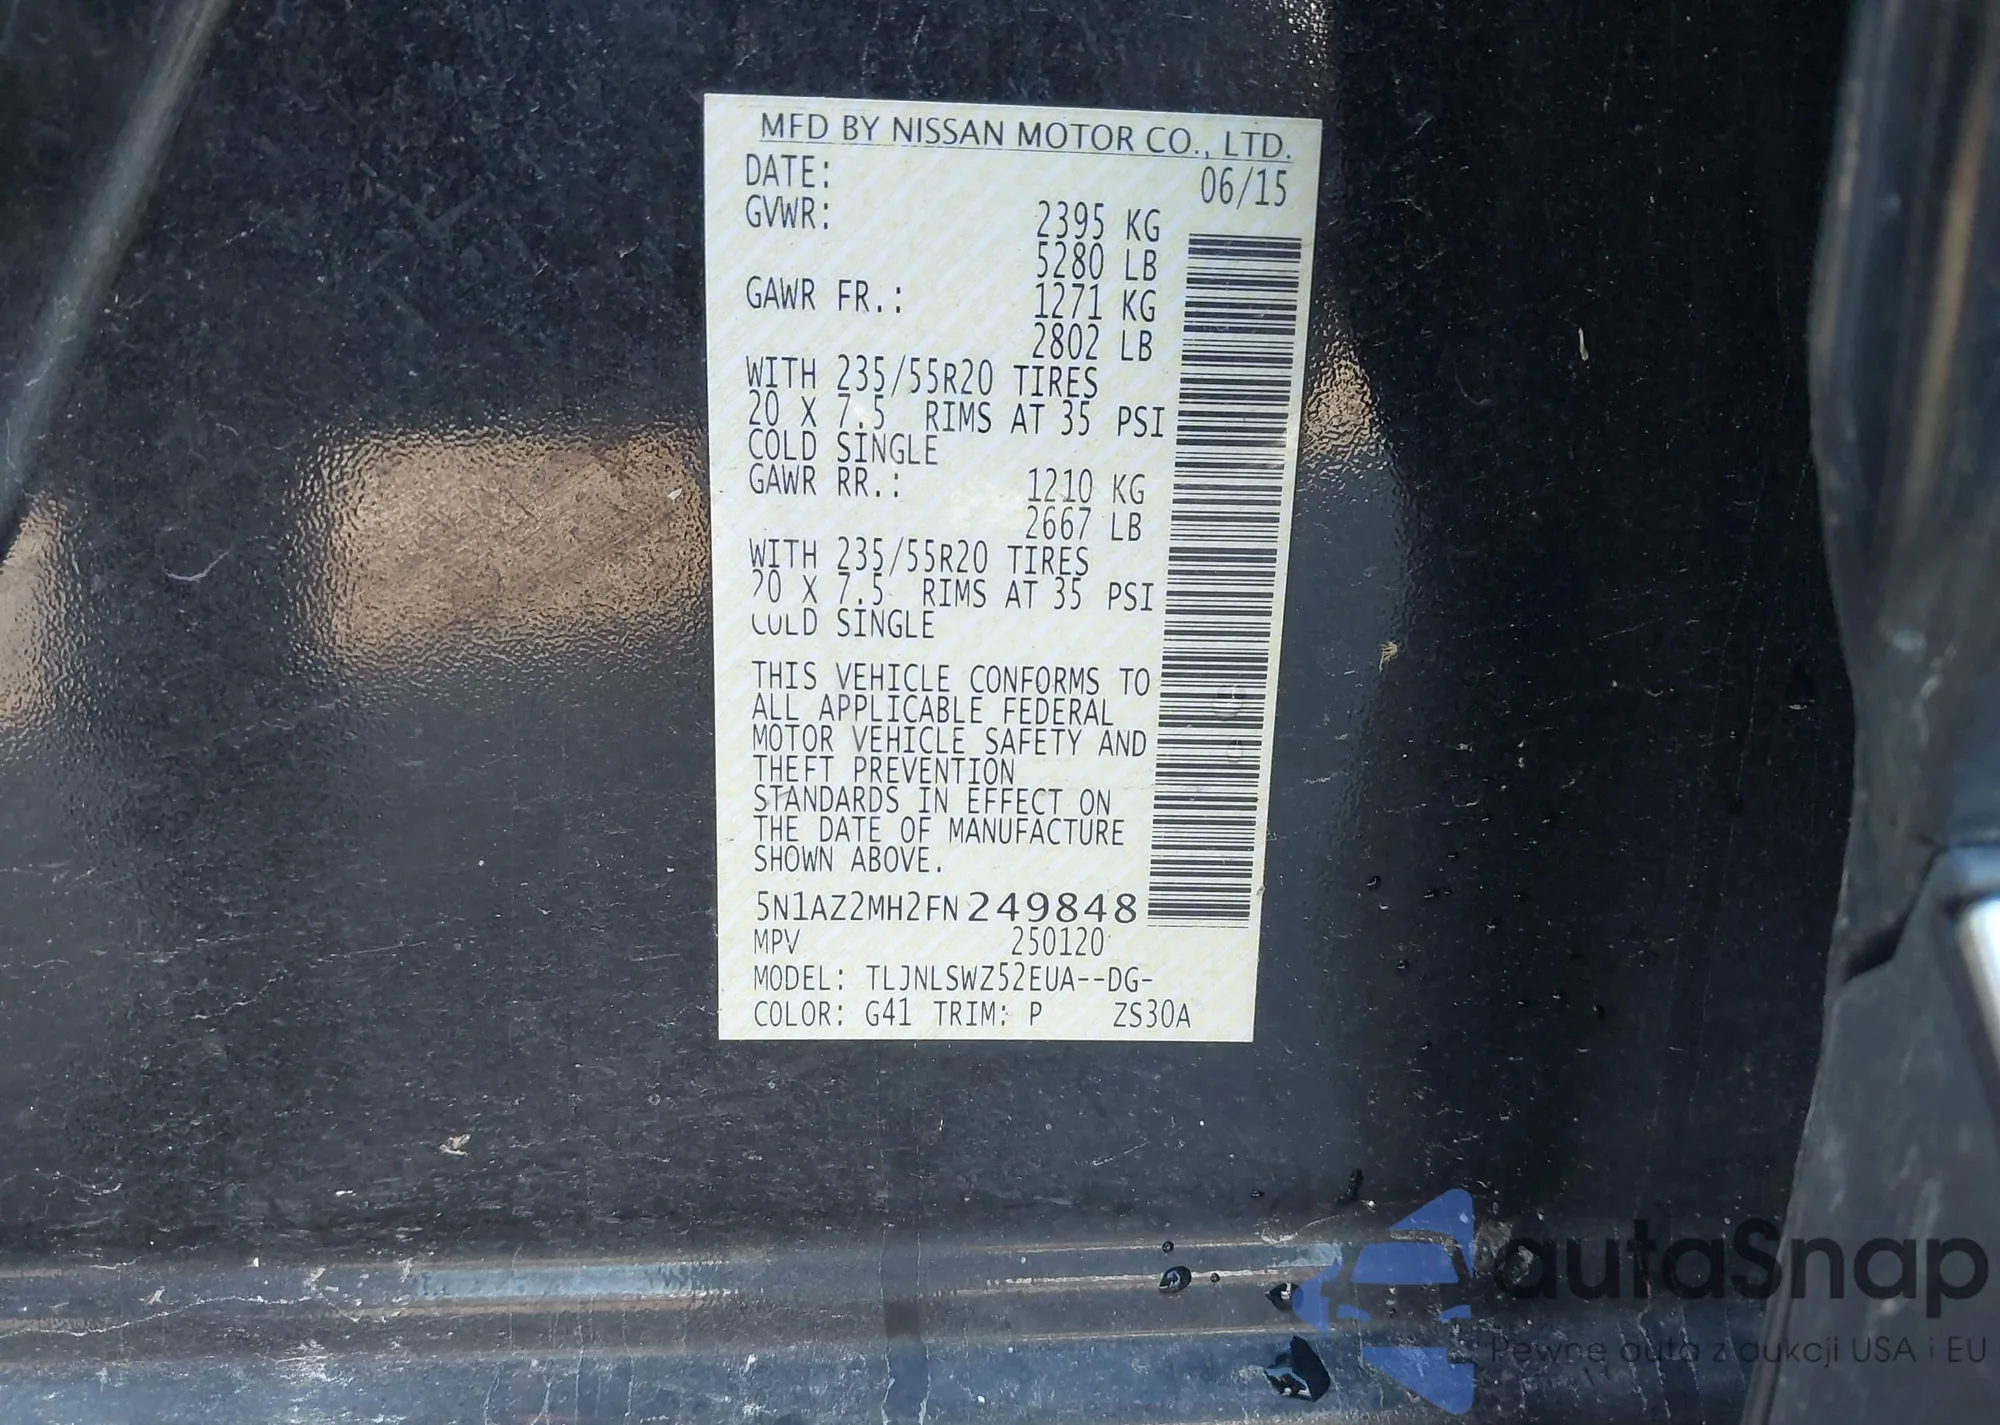 MFD BY NISSAN MOTOR CO., LTD.
DATE: 06/15
GVWR: 2395 KG
5280 LB
GAWR FR.: 1271 KG
2802 LB
WITH 235/55R20 TIRES
20 X 7.5 RIMS AT 35 PSI
COLD SINGLE
GAWR RR.: 1210 KG
2667 LB
WITH 235/55R20 TIRES
20 X 7.5 RIMS AT 35 PSI
COLD SINGLE
THIS VEHICLE CONFORMS TO
ALL APPLICABLE FEDERAL
MOTOR VEHICLE SAFETY AND
THEFT PREVENTION
STANDARDS IN EFFECT ON
THE DATE OF MANUFACTURE
SHOWN ABOVE.
5N1AZ2MH2FN249848
MPV 250120
MODEL: TLJNLSWZ52EUA--DG-
COLOR: G41 TRIM: P ZS30A
autaSnap
Pewne auta z aukcji USA i EU